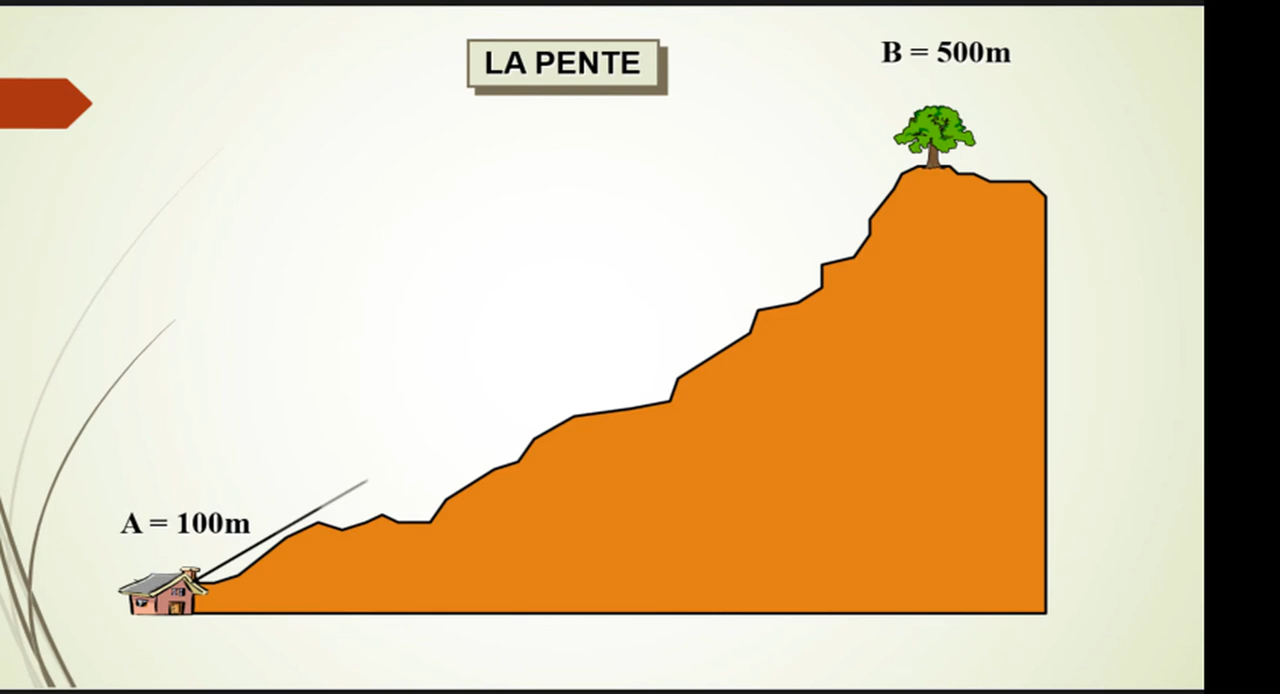 LA PENTE
B = 500m
A = 100m